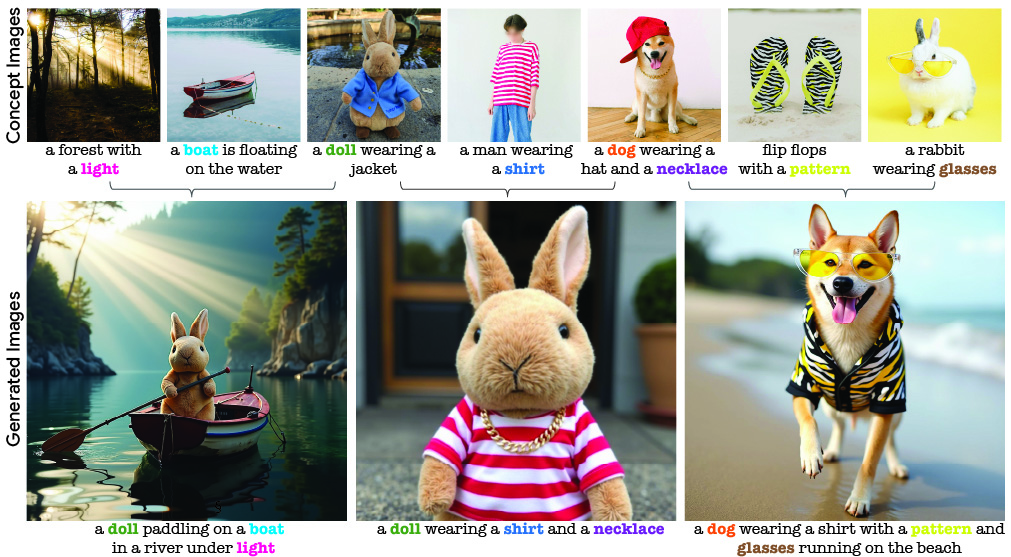 Concept Images
a forest with
a light
a boat is floating
on the water
a doll wearing a
jacket
a man wearing
a shirt
a dog wearing a
hat and a necklace
flip flops
with a pattern
a rabbit
wearing glasses
Generated Images
a doll paddling on a boat
in a river under light
a doll wearing a shirt and a necklace
a dog wearing a shirt with a pattern and
glasses running on the beach